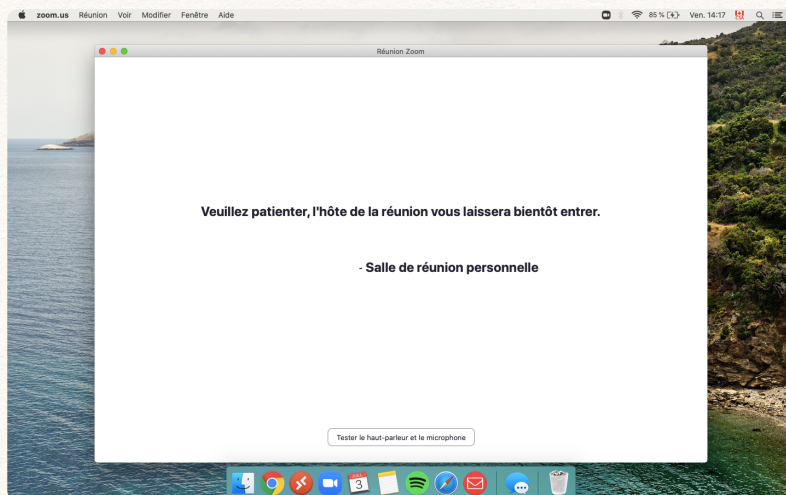 zoom.us Réunion Voir Modifier Fenêtre Aide 85 % Ven. 14:17
Réunion Zoom
Veuillez patienter, l'hôte de la réunion vous laissera bientôt entrer.
- Salle de réunion personnelle
Tester le haut-parleur et le microphone
3